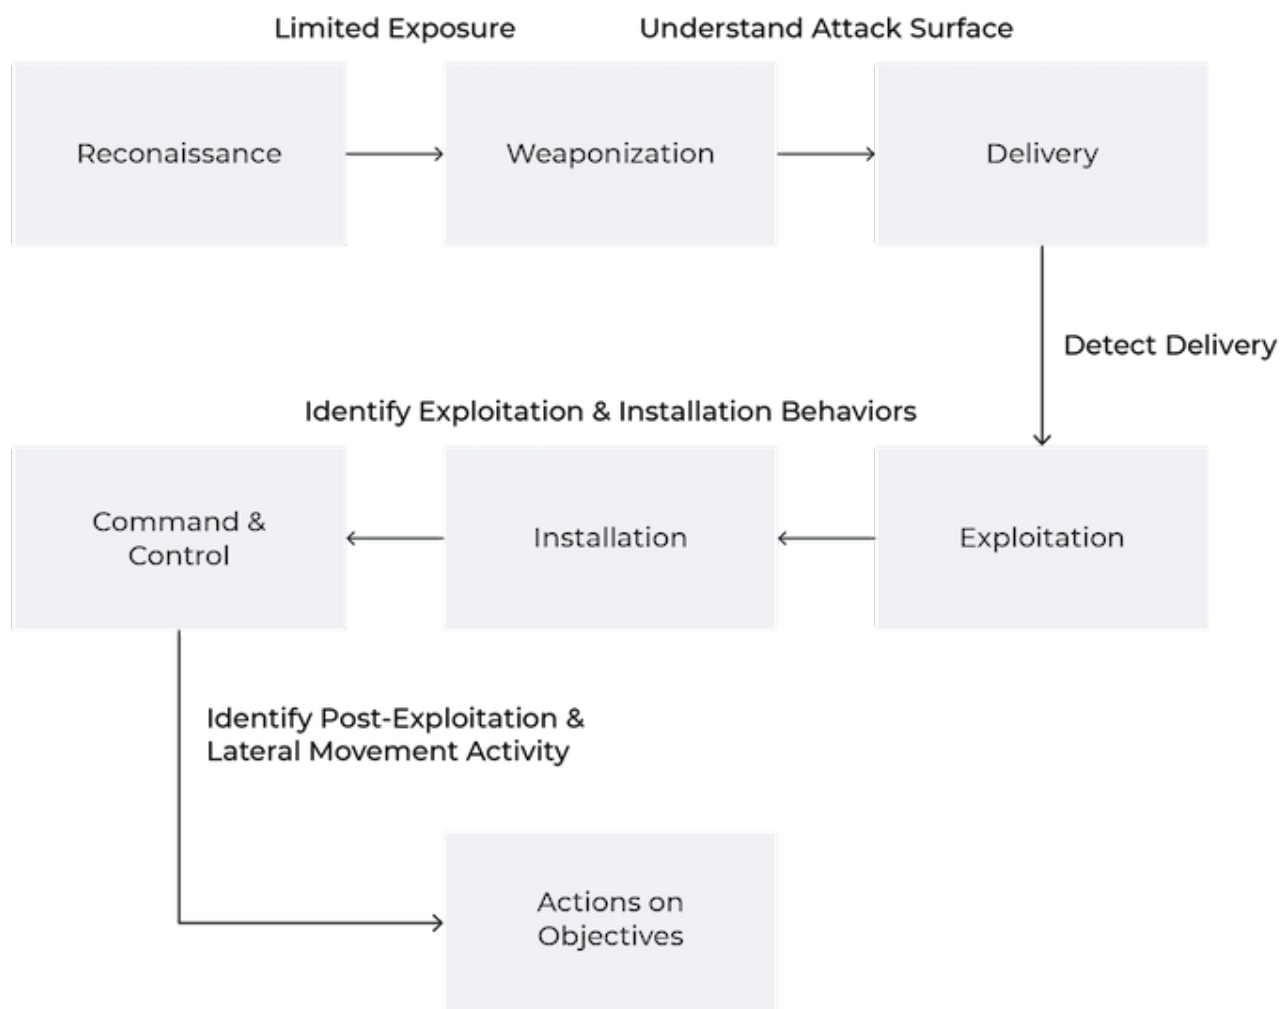 Limited Exposure
Understand Attack Surface
Reconaissance
Weaponization
Delivery
Detect Delivery
Identify Exploitation & Installation Behaviors
Command &
Control
Installation
Exploitation
Identify Post-Exploitation &
Lateral Movement Activity
Actions on
Objectives